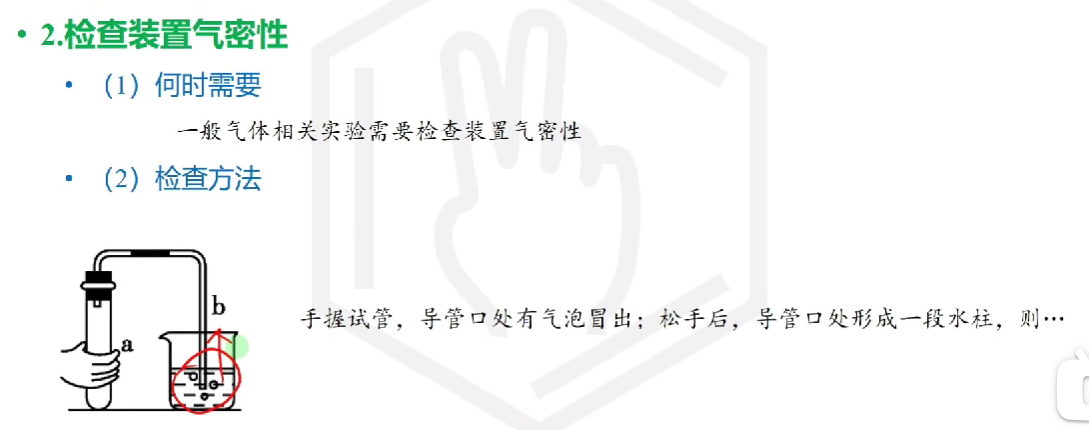 • 2.检查装置气密性
• （1）何时需要
一般气体相关实验需要检查装置气密性
• （2）检查方法
b
手握试管，导管口处有气泡冒出；松手后，导管口处形成一段水柱，则…
a